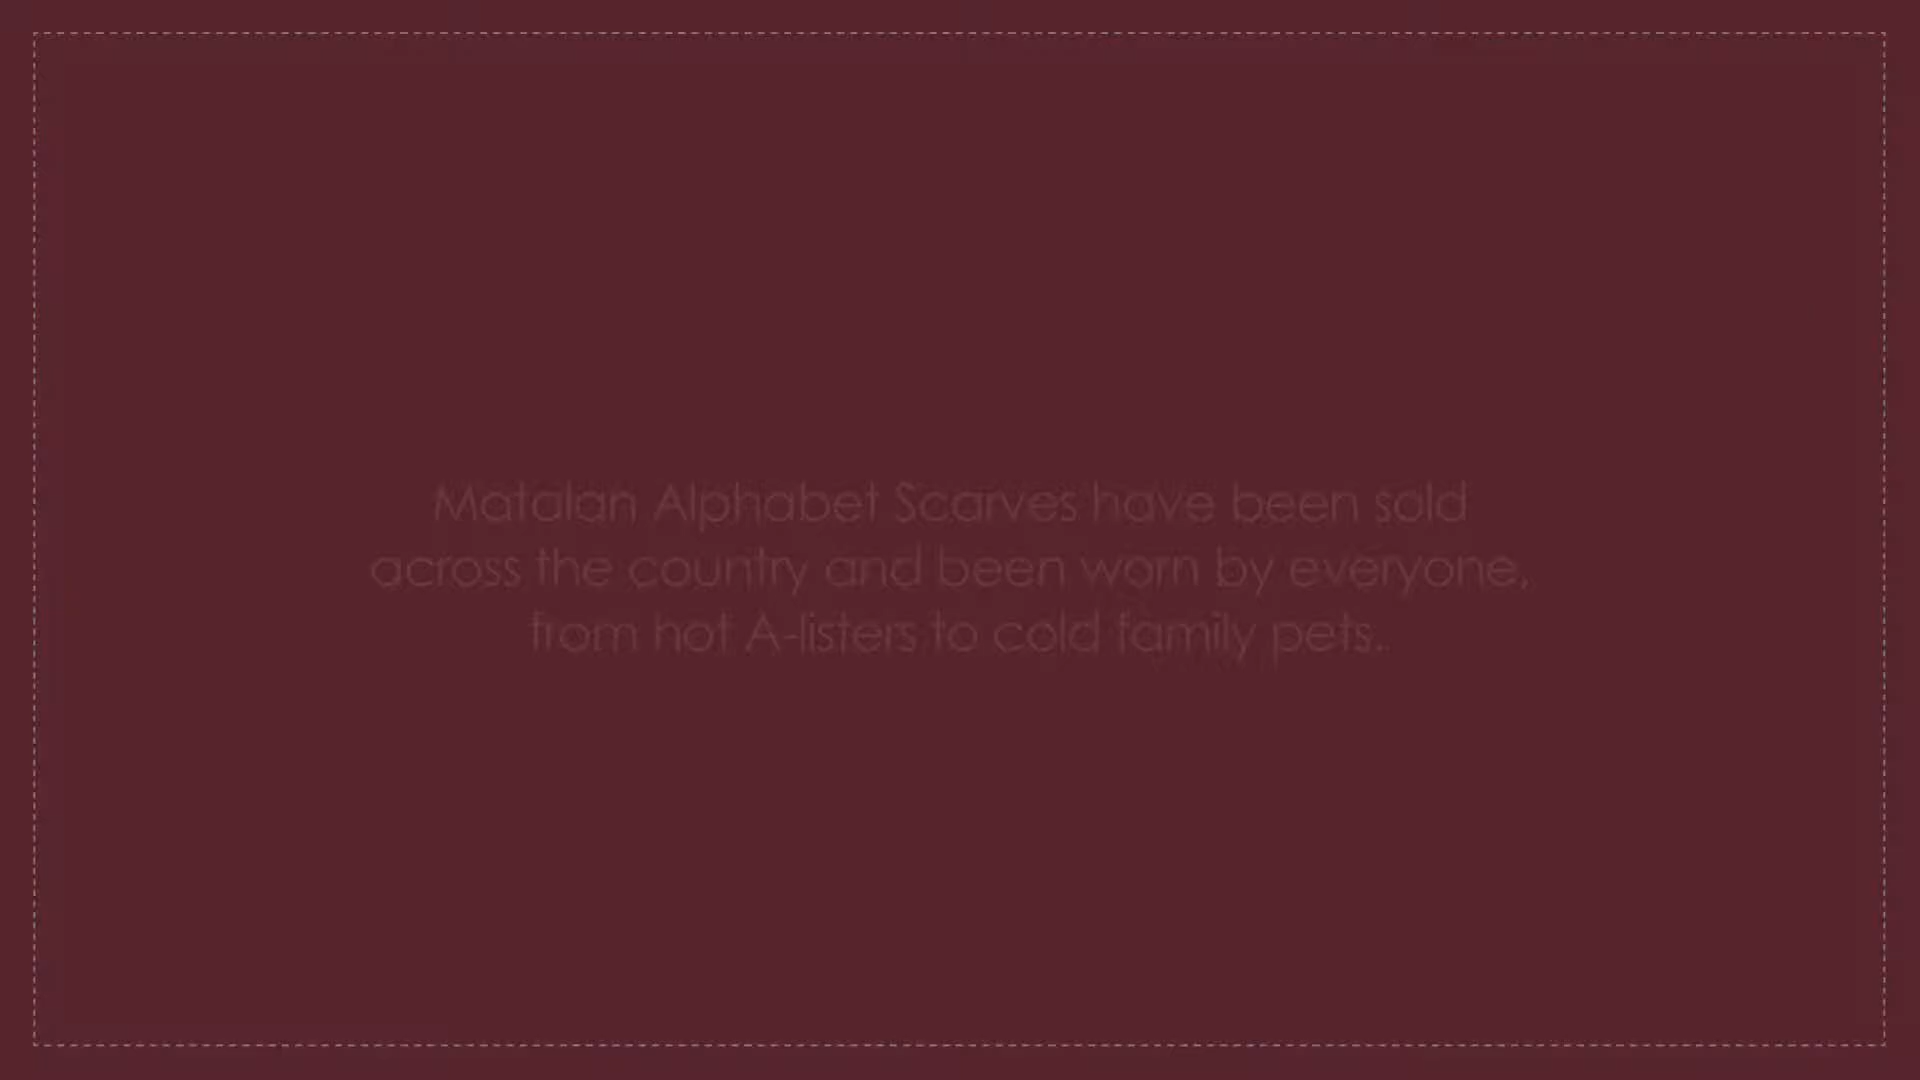 Matalan Alphabet Scarves have been sold
across the country and been worn by everyone,
from hot A-listers to cold family pets.